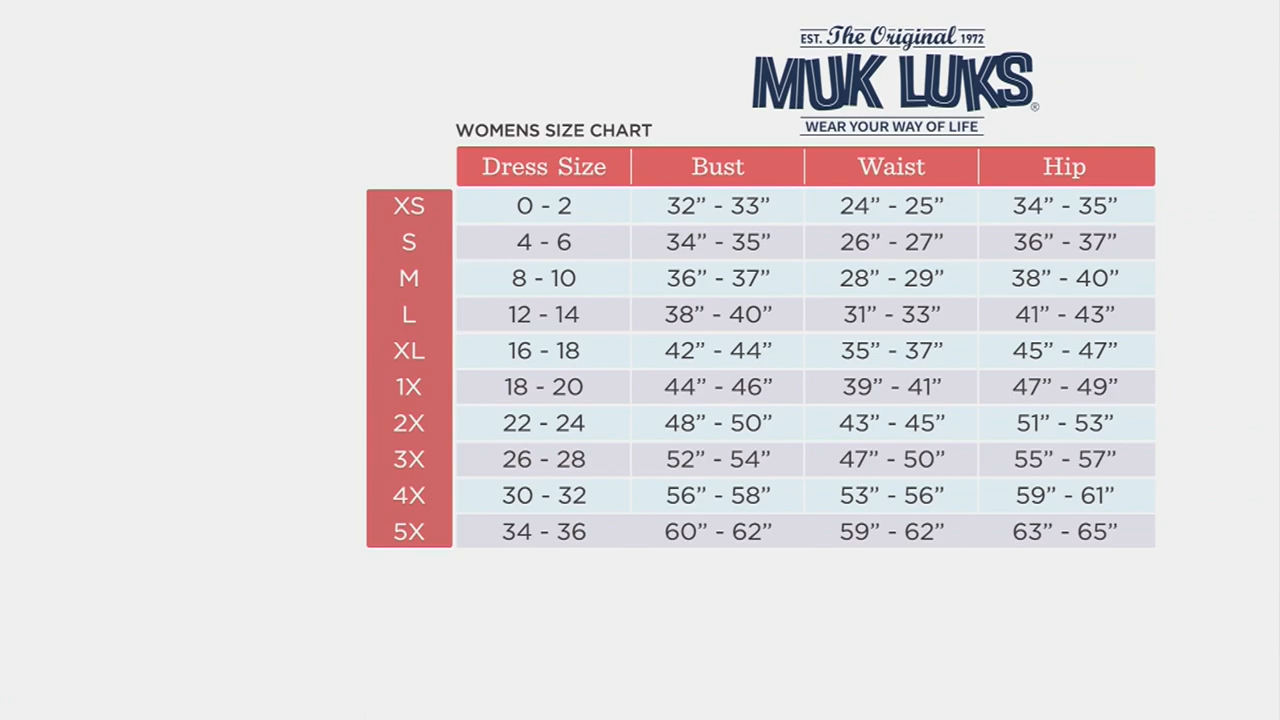 EST. The Original 1972
MUK LUKS®
WEAR YOUR WAY OF LIFE
WOMENS SIZE CHART
Dress Size Bust Waist Hip
XS 0 - 2 32” - 33” 24” - 25” 34” - 35”
S 4 - 6 34” - 35” 26” - 27” 36” - 37”
M 8 - 10 36” - 37” 28” - 29” 38” - 40”
L 12 - 14 38” - 40” 31” - 33” 41” - 43”
XL 16 - 18 42” - 44” 35” - 37” 45” - 47”
1X 18 - 20 44” - 46” 39” - 41” 47” - 49”
2X 22 - 24 48” - 50” 43” - 45” 51” - 53”
3X 26 - 28 52” - 54” 47” - 50” 55” - 57”
4X 30 - 32 56” - 58” 53” - 56” 59” - 61”
5X 34 - 36 60” - 62” 59” - 62” 63” - 65”